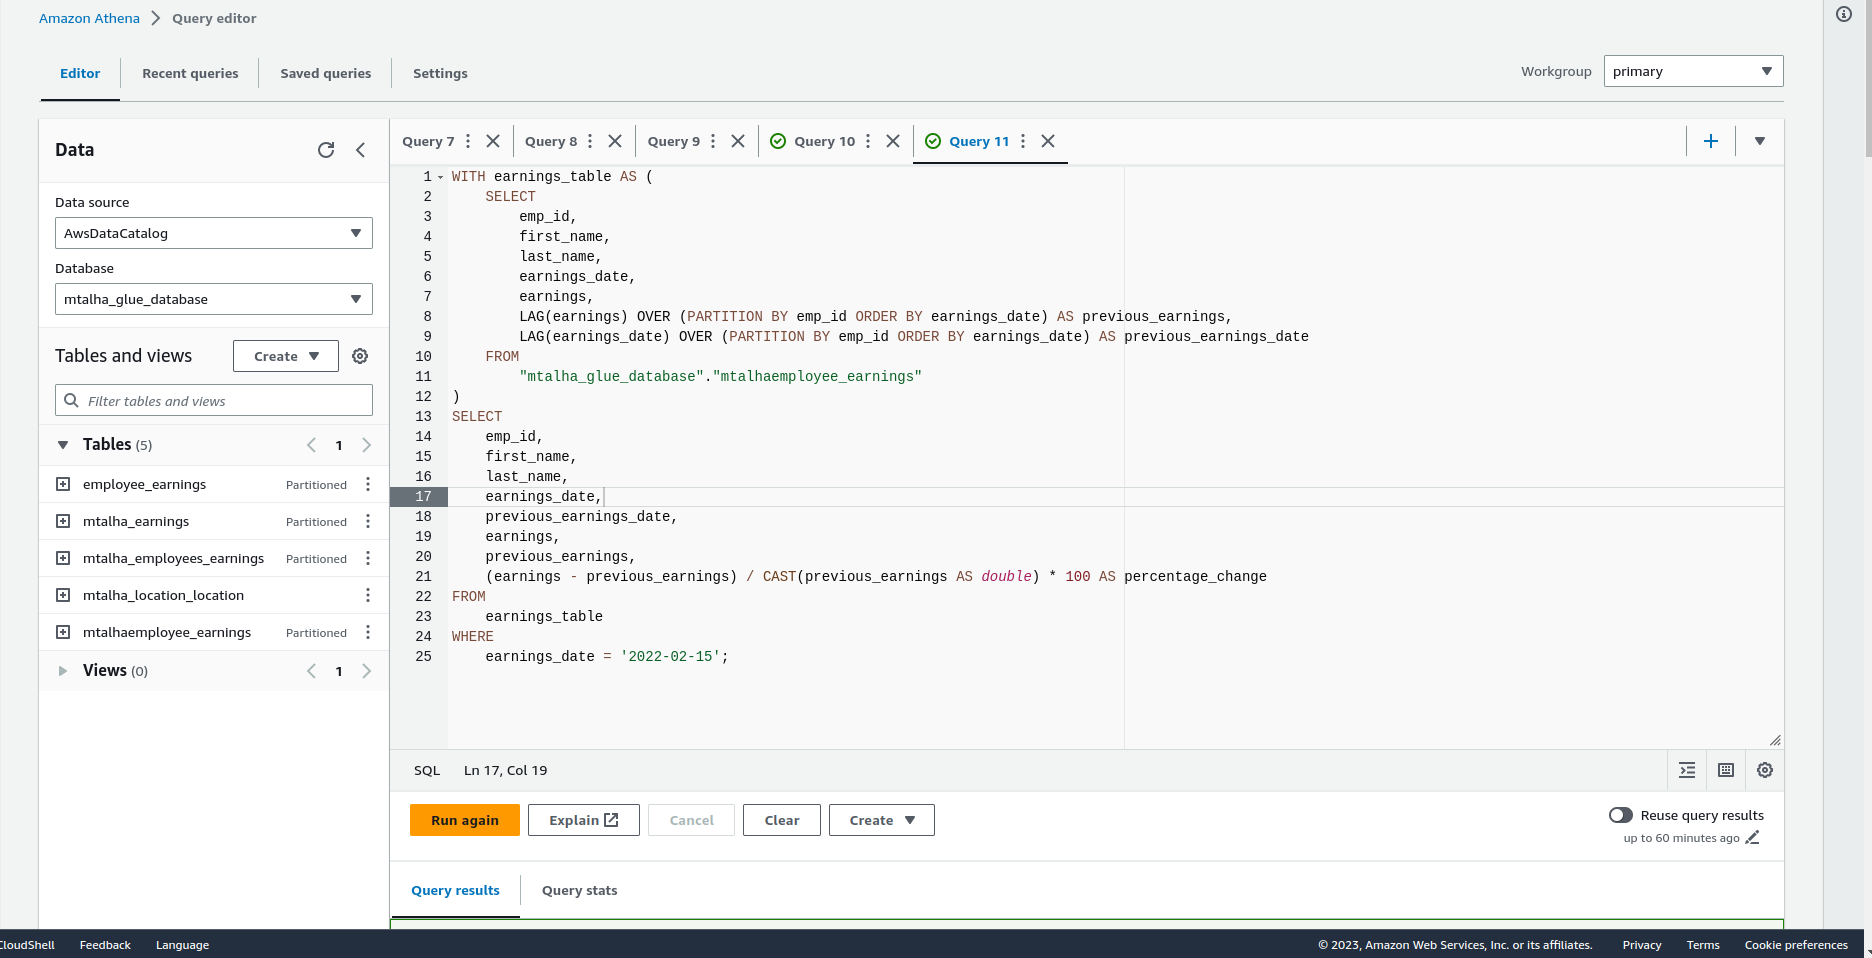 Amazon Athena > Query editor
Editor Recent queries Saved queries Settings
Workgroup primary
Data
Data source
AwsDataCatalog
Database
mtalha_glue_database
Tables and views Create
Filter tables and views
Tables (5) 1
employee_earnings Partitioned
mtalha_earnings Partitioned
mtalha_employees_earnings Partitioned
mtalha_location_location
mtalhaemployee_earnings Partitioned
Views (0) 1
Query 7 Query 8 Query 9 Query 10 Query 11
1 WITH earnings_table AS (
2 SELECT
3 emp_id,
4 first_name,
5 last_name,
6 earnings_date,
7 earnings,
8 LAG(earnings) OVER (PARTITION BY emp_id ORDER BY earnings_date) AS previous_earnings,
9 LAG(earnings_date) OVER (PARTITION BY emp_id ORDER BY earnings_date) AS previous_earnings_date
10 FROM
11 "mtalha_glue_database"."mtalhaemployee_earnings"
12 )
13 SELECT
14 emp_id,
15 first_name,
16 last_name,
17 earnings_date,
18 previous_earnings_date,
19 earnings,
20 previous_earnings,
21 (earnings - previous_earnings) / CAST(previous_earnings AS double) * 100 AS percentage_change
22 FROM
23 earnings_table
24 WHERE
25 earnings_date = '2022-02-15';
SQL Ln 17, Col 19
Run again Explain Cancel Clear Create
Reuse query results
up to 60 minutes ago
Query results Query stats
CloudShell Feedback Language © 2023, Amazon Web Services, Inc. or its affiliates. Privacy Terms Cookie preferences